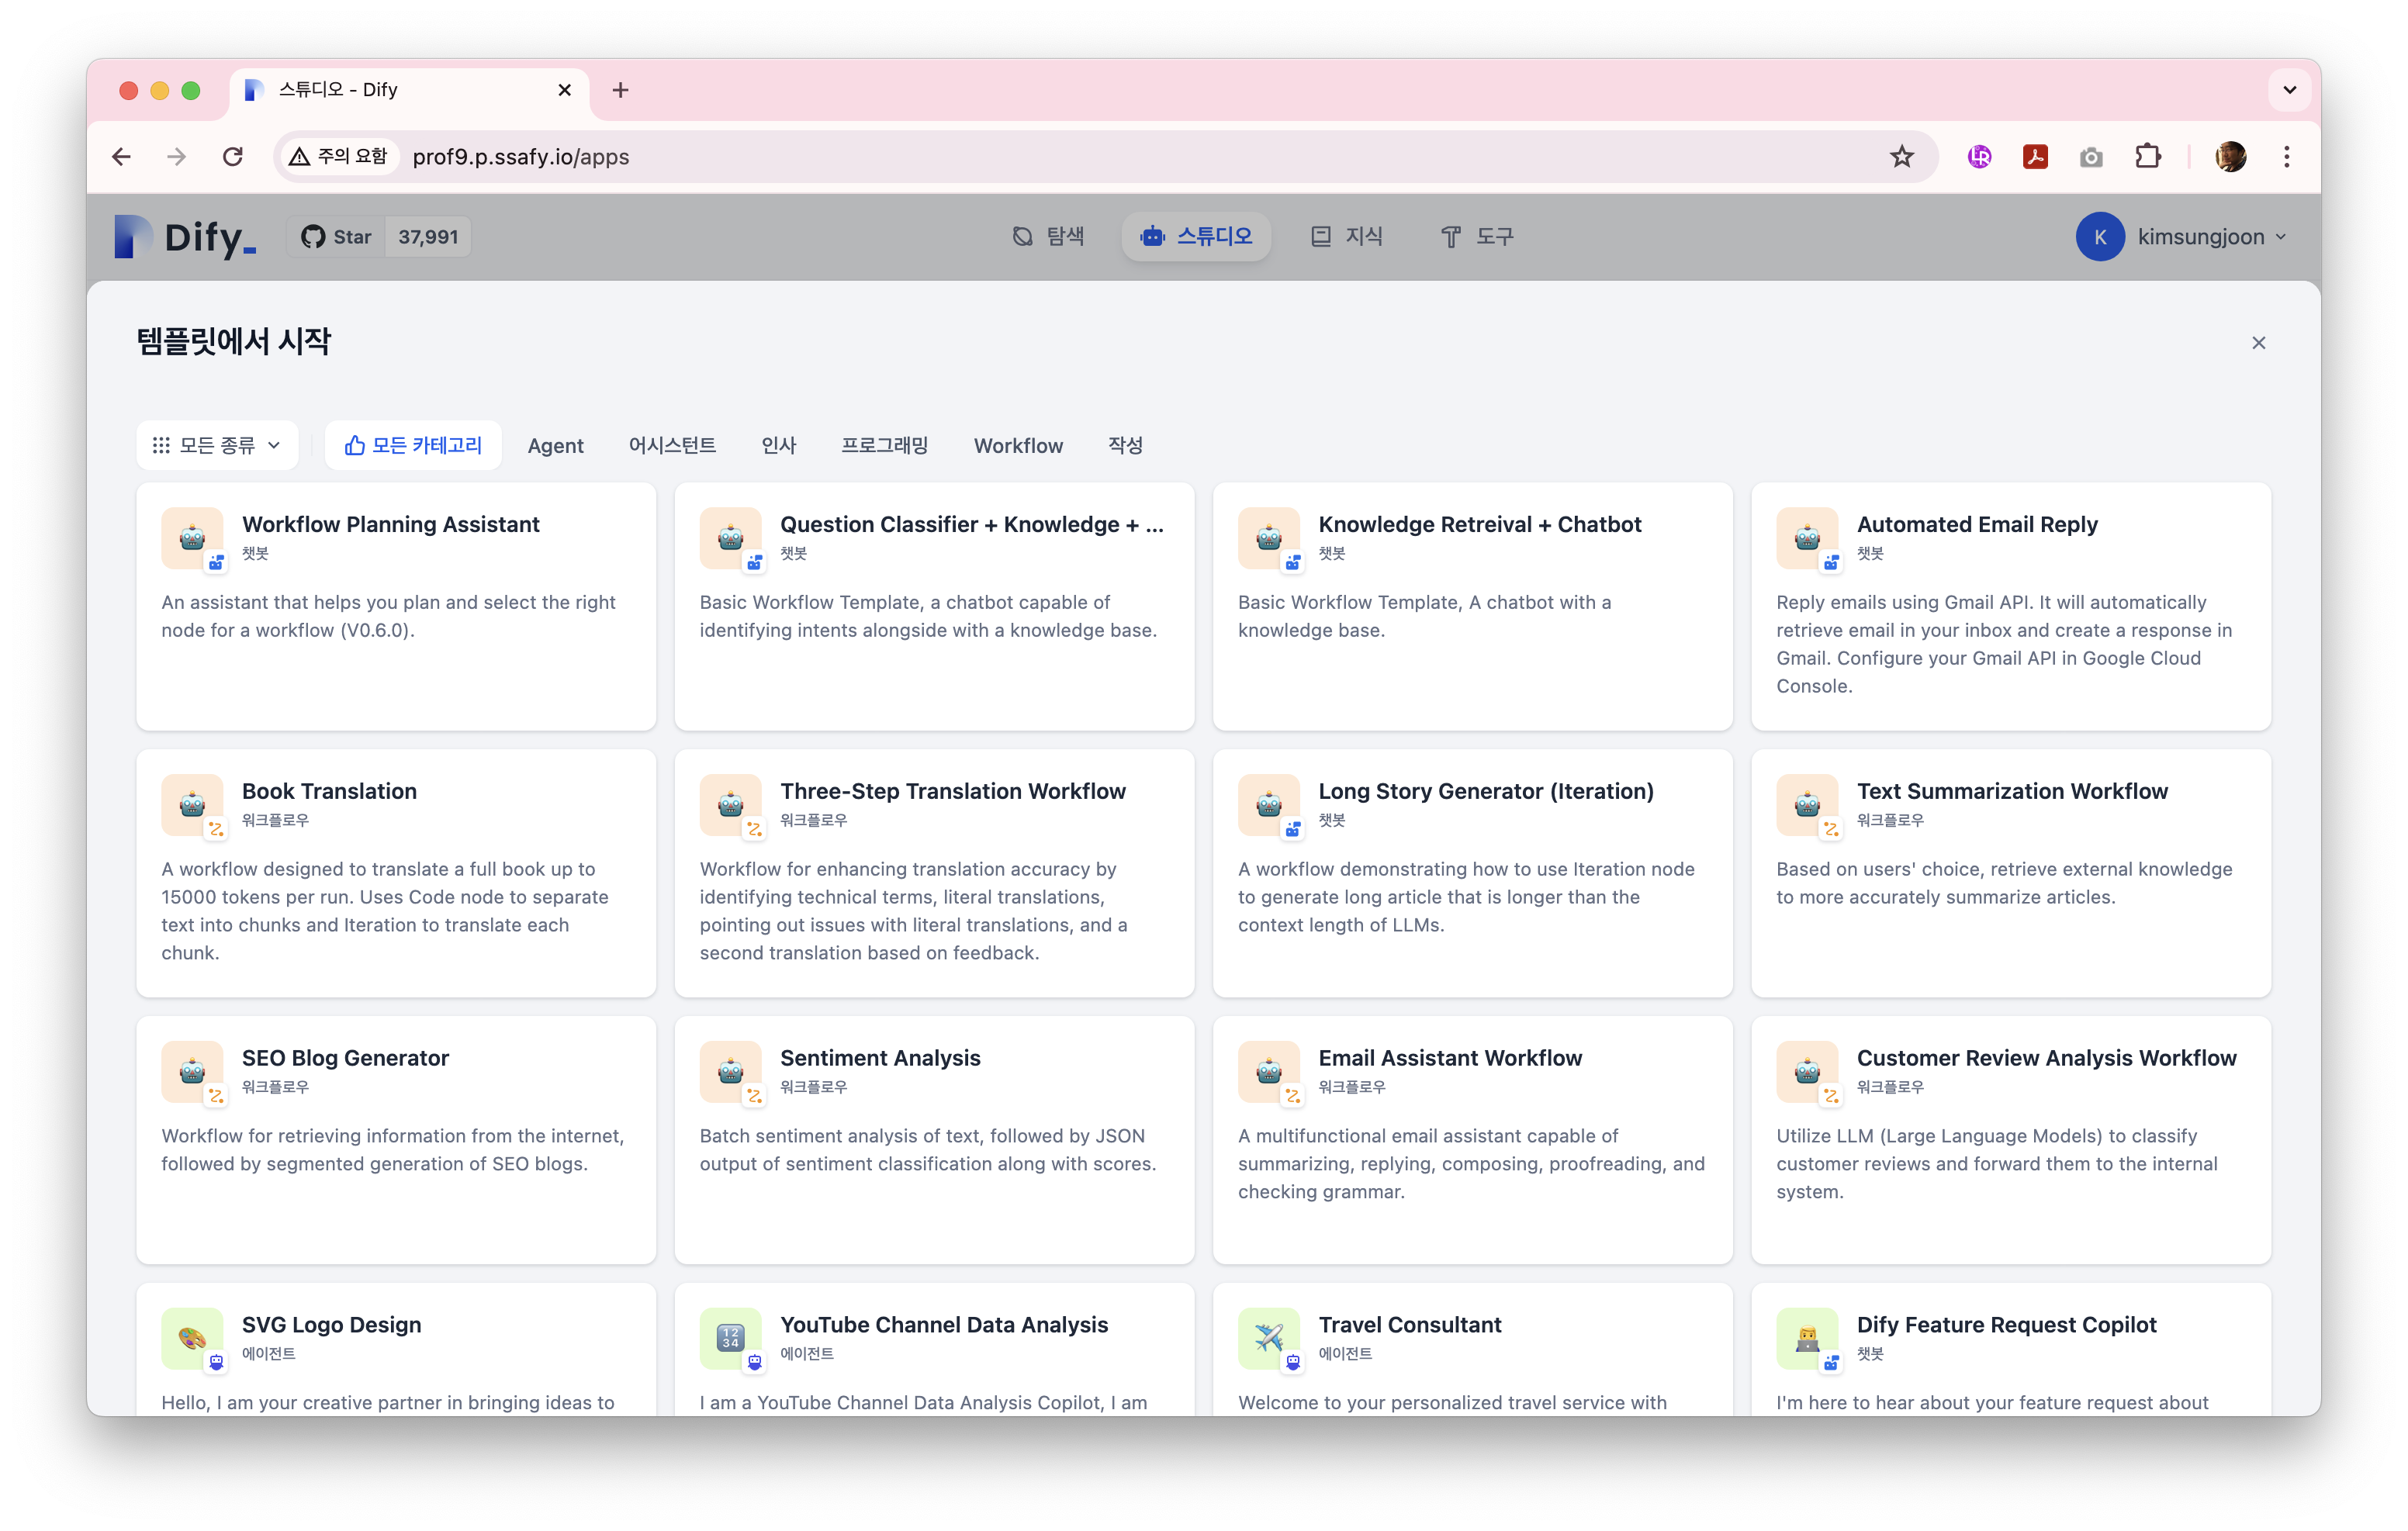 스튜디오 - Dify
주의 요함
prof9.p.ssafy.io/apps
Dify_
Star 37,991
탐색 스튜디오 지식 도구
K kimsungjoon
템플릿에서 시작
모든 종류 모든 카테고리 Agent 어시스턴트 인사 프로그래밍 Workflow 작성
Workflow Planning Assistant
챗봇
An assistant that helps you plan and select the right
node for a workflow (V0.6.0).
Question Classifier + Knowledge + ...
챗봇
Basic Workflow Template, a chatbot capable of
identifying intents alongside with a knowledge base.
Knowledge Retreival + Chatbot
챗봇
Basic Workflow Template, A chatbot with a
knowledge base.
Automated Email Reply
챗봇
Reply emails using Gmail API. It will automatically
retrieve email in your inbox and create a response in
Gmail. Configure your Gmail API in Google Cloud
Console.
Book Translation
워크플로우
A workflow designed to translate a full book up to
15000 tokens per run. Uses Code node to separate
text into chunks and Iteration to translate each
chunk.
Three-Step Translation Workflow
워크플로우
Workflow for enhancing translation accuracy by
identifying technical terms, literal translations,
pointing out issues with literal translations, and a
second translation based on feedback.
Long Story Generator (Iteration)
챗봇
A workflow demonstrating how to use Iteration node
to generate long article that is longer than the
context length of LLMs.
Text Summarization Workflow
워크플로우
Based on users' choice, retrieve external knowledge
to more accurately summarize articles.
SEO Blog Generator
워크플로우
Workflow for retrieving information from the internet,
followed by segmented generation of SEO blogs.
Sentiment Analysis
워크플로우
Batch sentiment analysis of text, followed by JSON
output of sentiment classification along with scores.
Email Assistant Workflow
워크플로우
A multifunctional email assistant capable of
summarizing, replying, composing, proofreading, and
checking grammar.
Customer Review Analysis Workflow
워크플로우
Utilize LLM (Large Language Models) to classify
customer reviews and forward them to the internal
system.
SVG Logo Design
에이전트
Hello, I am your creative partner in bringing ideas to
YouTube Channel Data Analysis
에이전트
I am a YouTube Channel Data Analysis Copilot, I am
Travel Consultant
에이전트
Welcome to your personalized travel service with
Dify Feature Request Copilot
챗봇
I'm here to hear about your feature request about